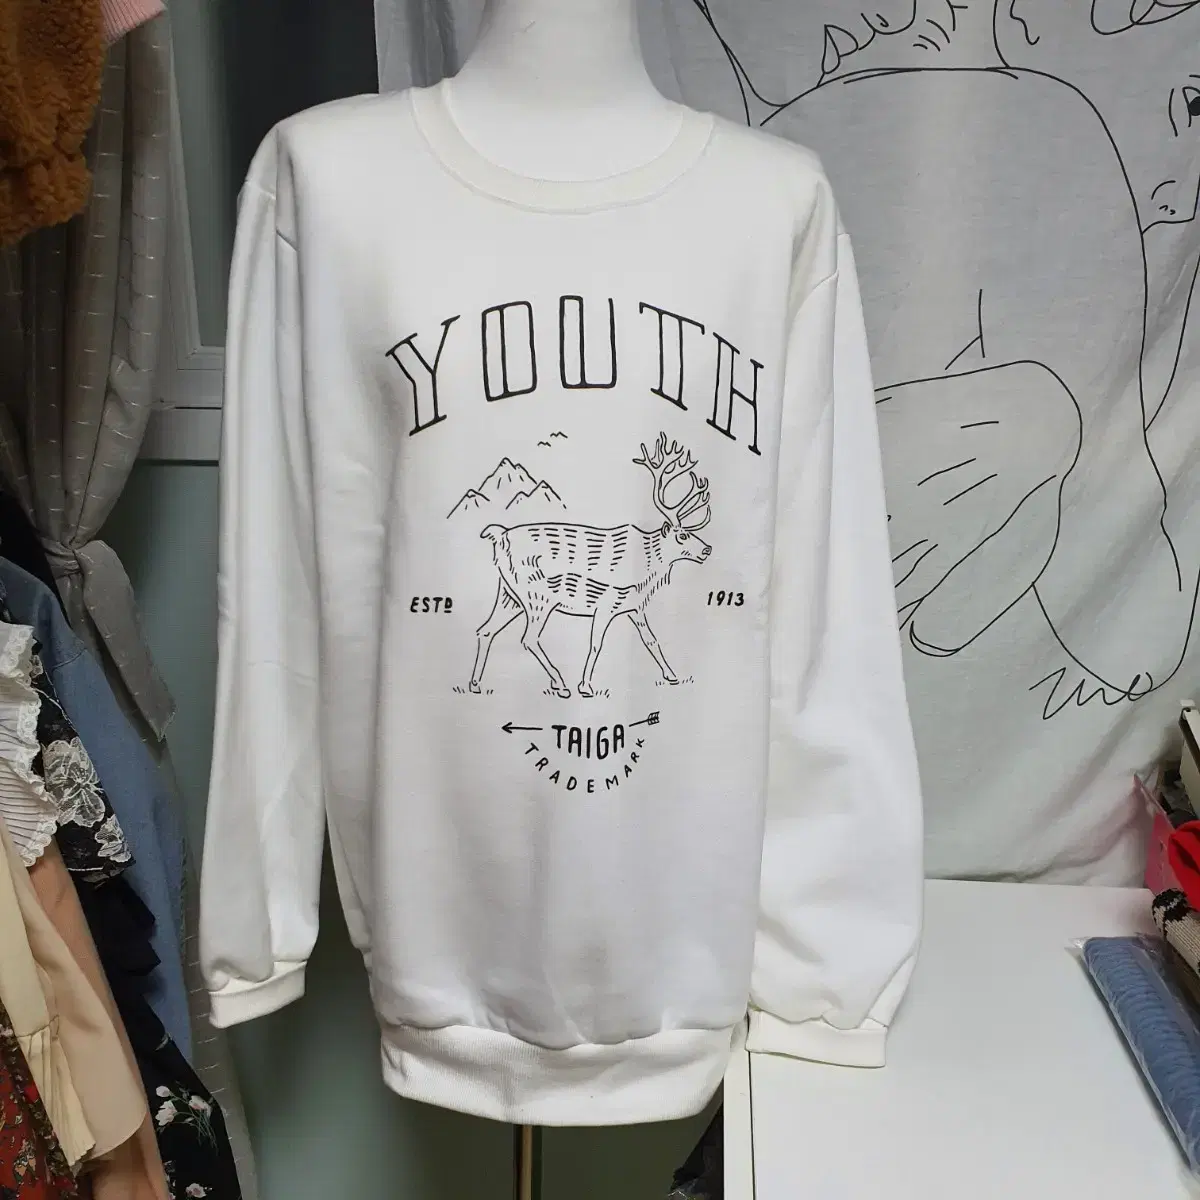 YOUTH
ESTD 1913
TAIGA
TRADEMARK